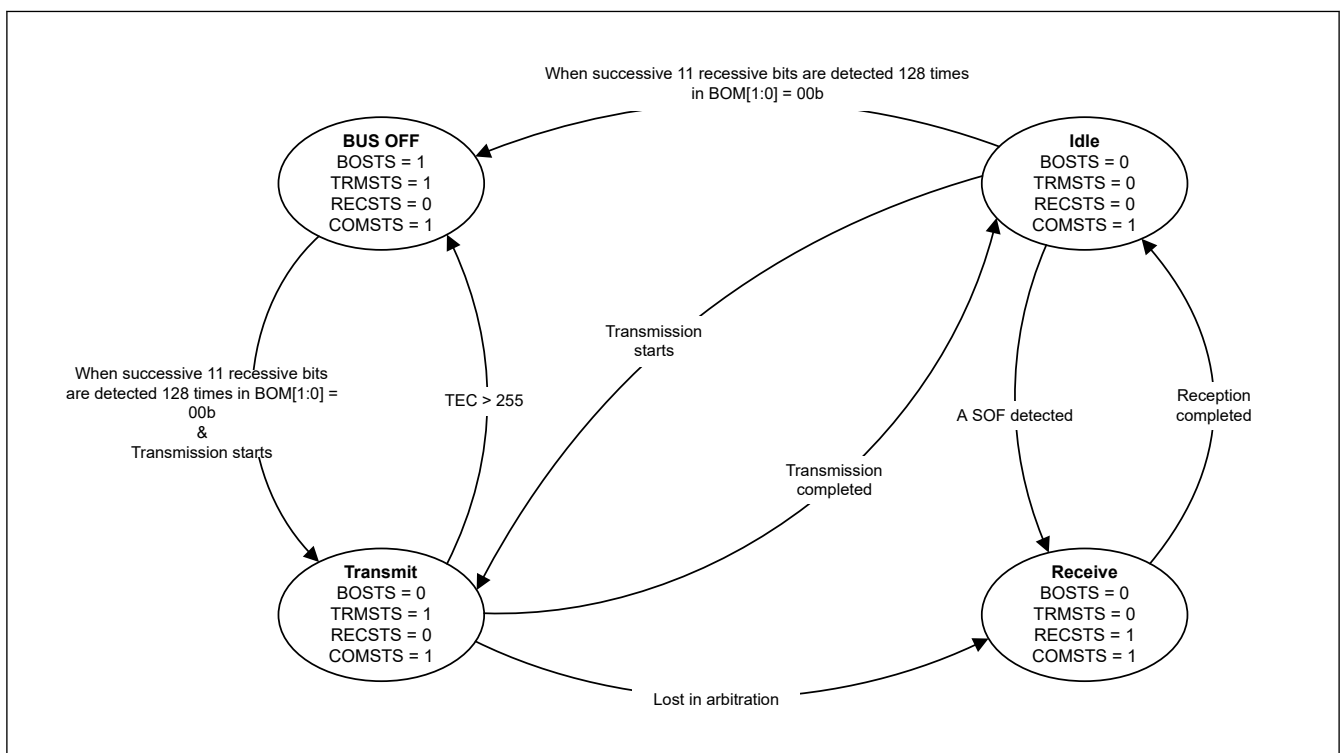 When successive 11 recessive bits are detected 128 times
in BOM[1:0] = 00b
BUS OFF
BOSTS = 1
TRMSTS = 1
RECSTS = 0
COMSTS = 1
Idle
BOSTS = 0
TRMSTS = 0
RECSTS = 0
COMSTS = 1
Transmission
starts
When successive 11 recessive bits
are detected 128 times in BOM[1:0] =
00b
&
Transmission starts
TEC > 255
A SOF detected
Reception
completed
Transmission
completed
Transmit
BOSTS = 0
TRMSTS = 1
RECSTS = 0
COMSTS = 1
Receive
BOSTS = 0
TRMSTS = 0
RECSTS = 1
COMSTS = 1
Lost in arbitration